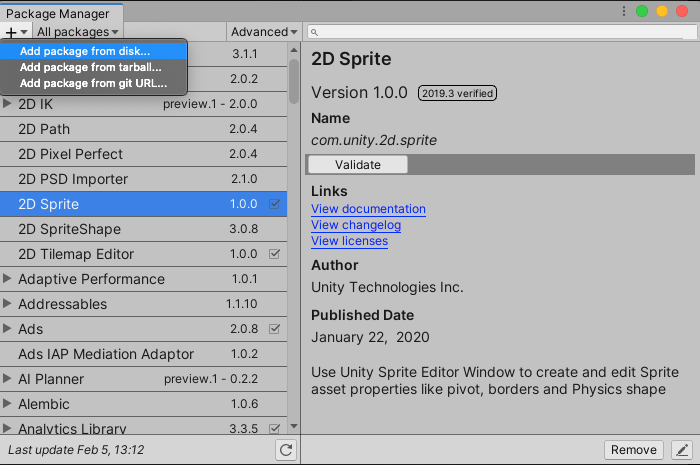 Package Manager
+ All packages Advanced
Add package from disk...
Add package from tarball...
Add package from git URL...
3.1.1
2.0.2
2D IK preview.1 - 2.0.0
2D Path 2.0.4
2D Pixel Perfect 2.0.4
2D PSD Importer 2.1.0
2D Sprite 1.0.0
2D SpriteShape 3.0.8
2D Tilemap Editor 1.0.0
Adaptive Performance 1.0.1
Addressables 1.1.10
Ads 2.0.8
Ads IAP Mediation Adaptor 1.0.2
AI Planner preview.1 - 0.2.2
Alembic 1.0.6
Analytics Library 3.3.5
Last update Feb 5, 13:12
2D Sprite
Version 1.0.0 2019.3 verified
Name
com.unity.2d.sprite
Validate
Links
View documentation
View changelog
View licenses
Author
Unity Technologies Inc.
Published Date
January 22, 2020
Use Unity Sprite Editor Window to create and edit Sprite
asset properties like pivot, borders and Physics shape
Remove